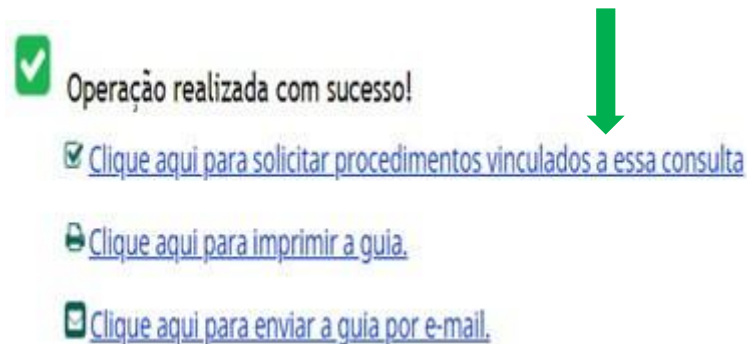 Operação realizada com sucesso!
Clique aqui para solicitar procedimentos vinculados a essa consulta
Clique aqui para imprimir a guia.
Clique aqui para enviar a guia por e-mail.